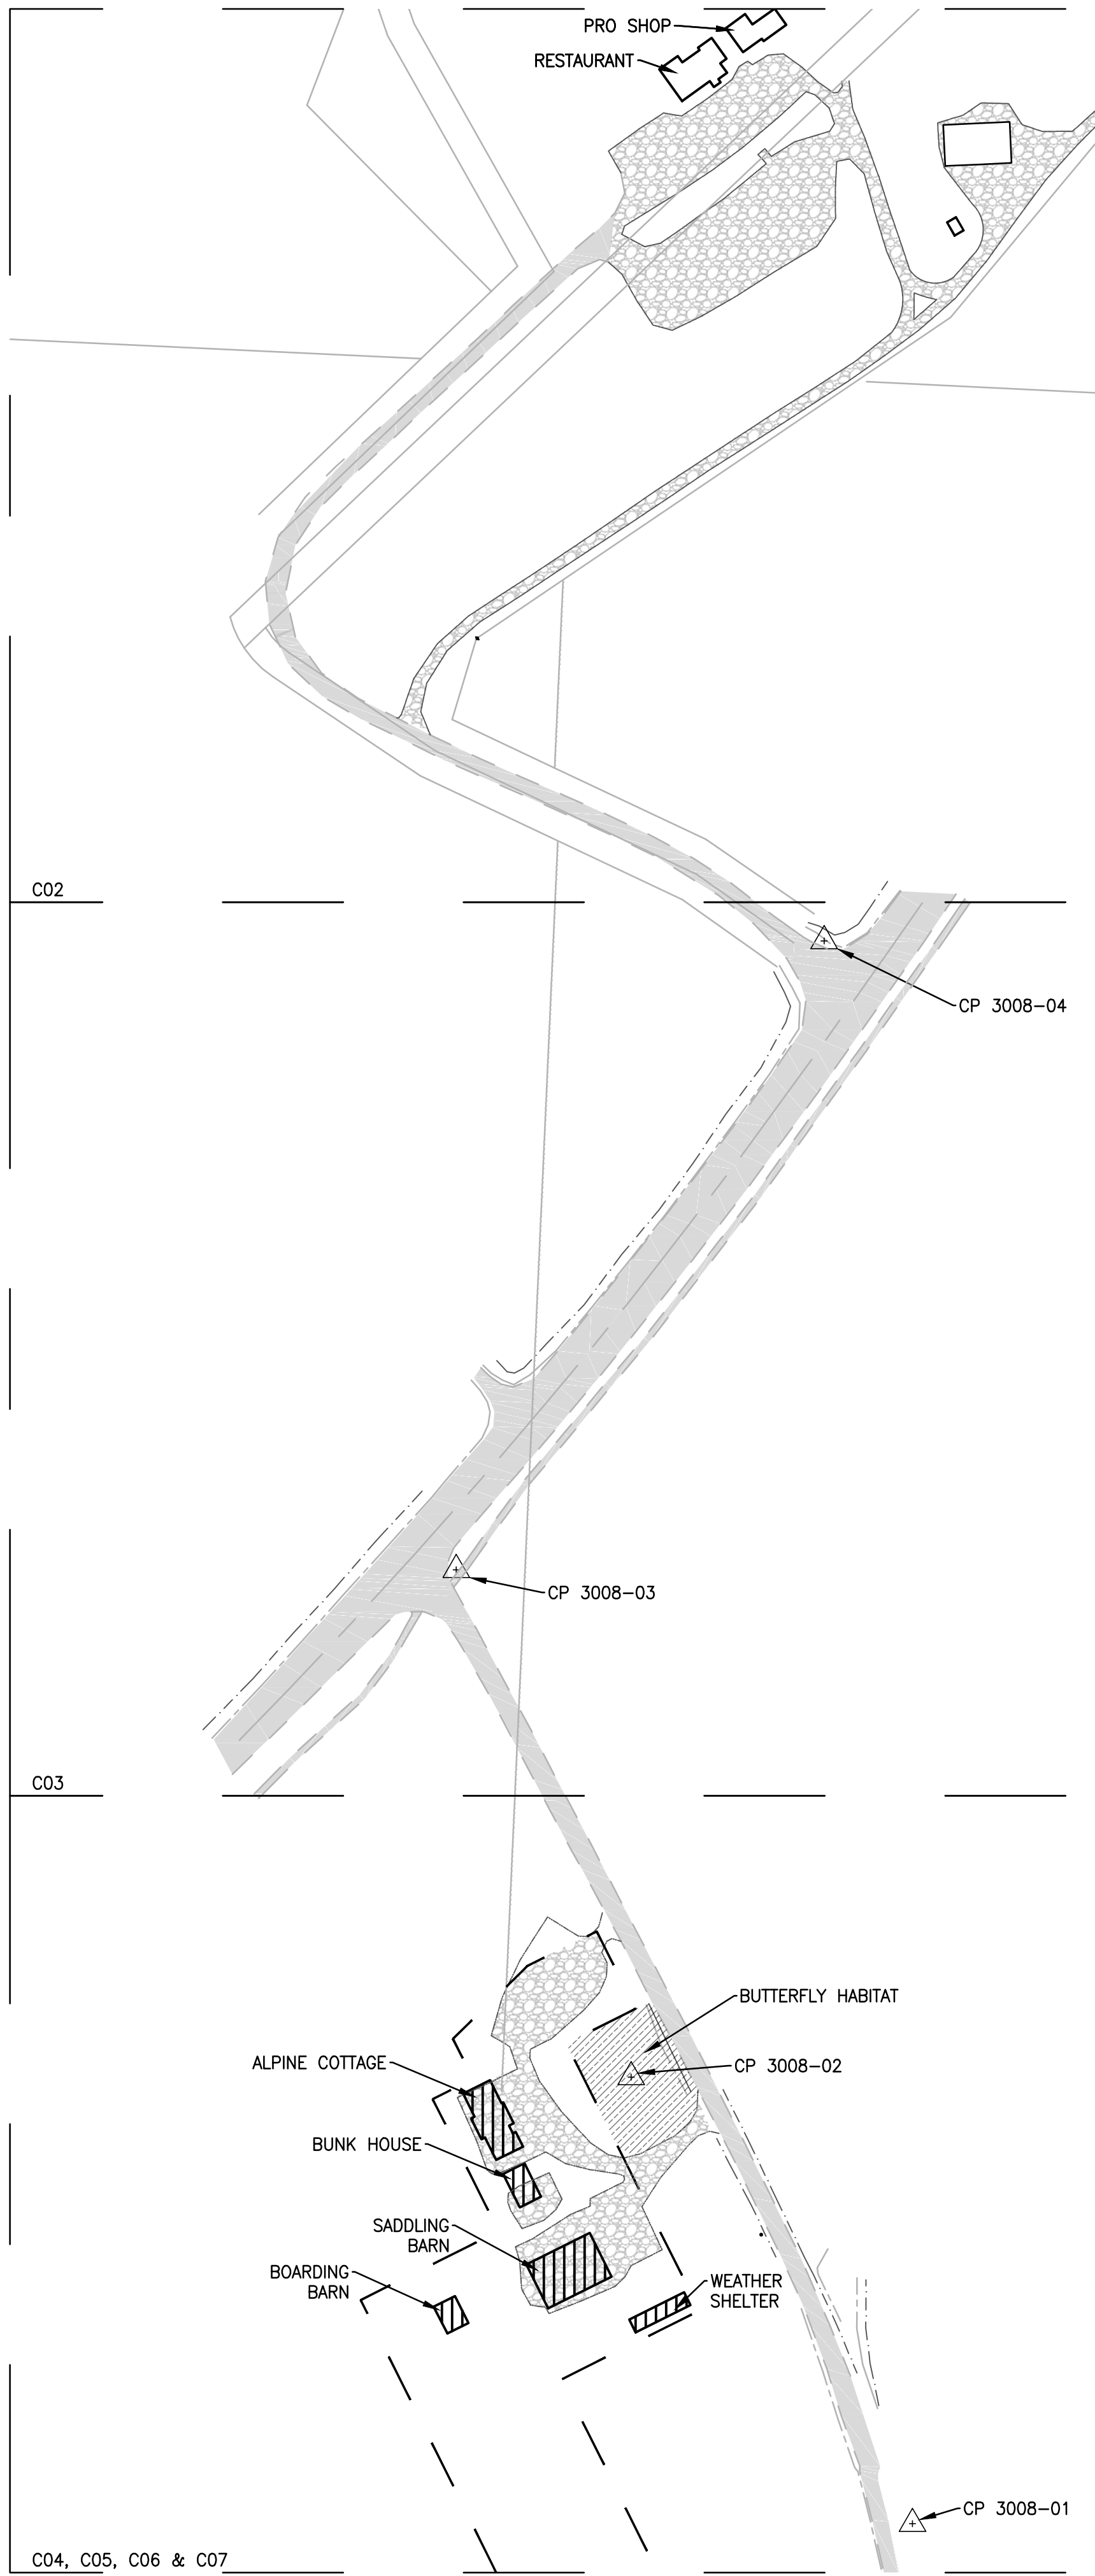 PRO SHOP
RESTAURANT
C02
CP 3008-04
CP 3008-03
C03
BUTTERFLY HABITAT
ALPINE COTTAGE
CP 3008-02
BUNK HOUSE
SADDLING
BARN
BOARDING
BARN
WEATHER
SHELTER
CP 3008-01
C04, C05, C06 & C07